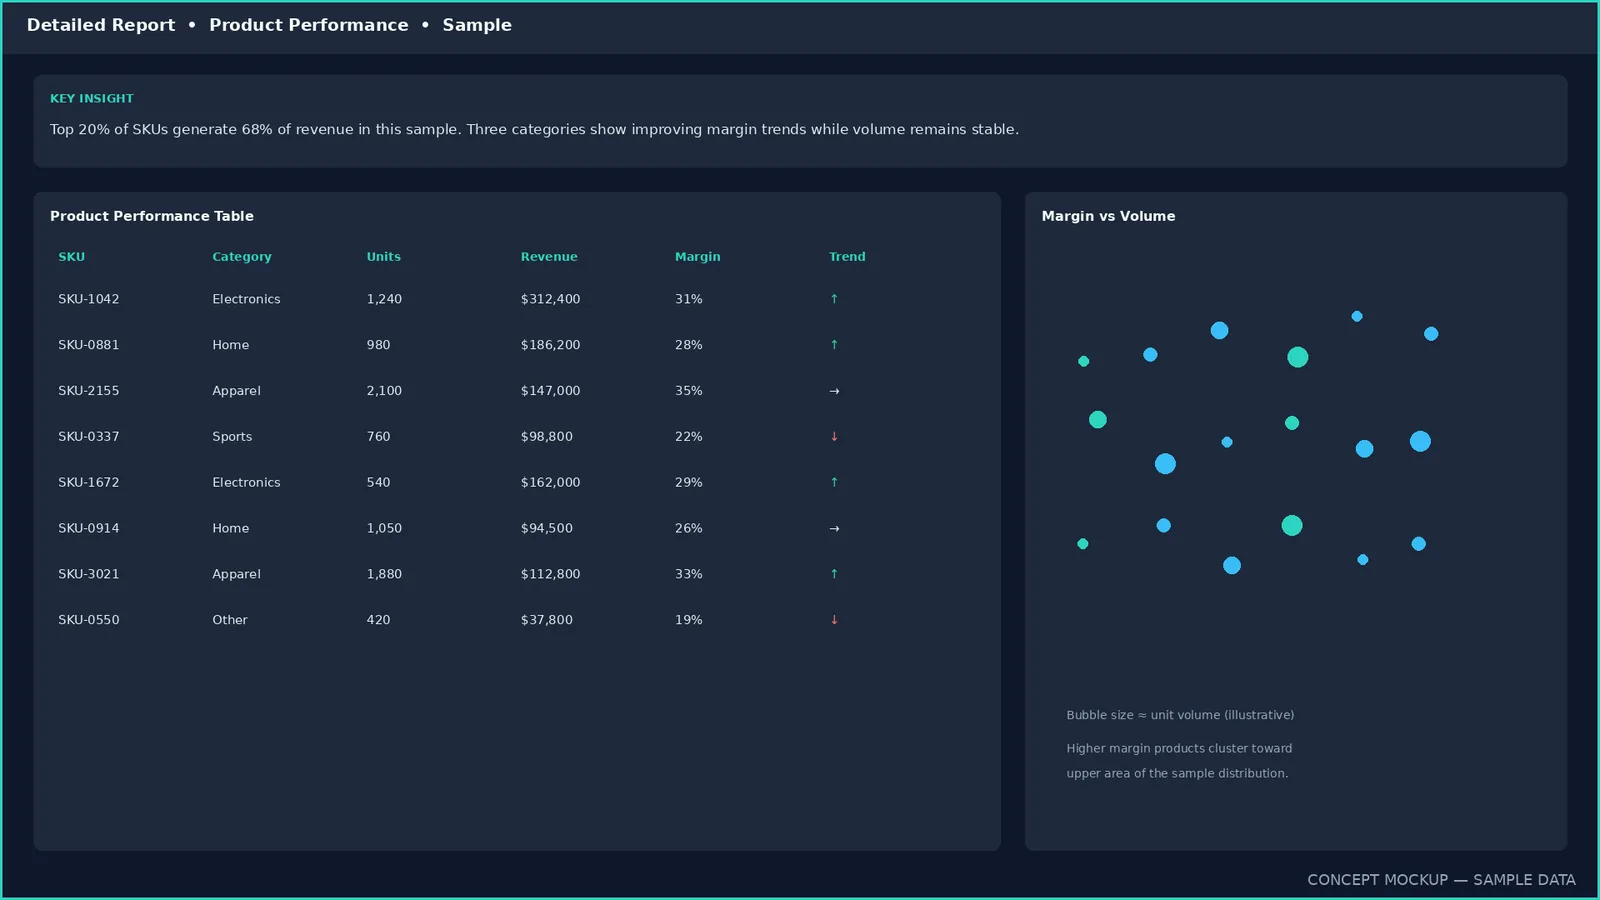 Detailed Report • Product Performance • Sample
KEY INSIGHT
Top 20% of SKUs generate 68% of revenue in this sample. Three categories show improving margin trends while volume remains stable.
Product Performance Table
SKU Category Units Revenue Margin Trend
SKU-1042 Electronics 1,240 $312,400 31% ↑
SKU-0881 Home 980 $186,200 28% ↑
SKU-2155 Apparel 2,100 $147,000 35% →
SKU-0337 Sports 760 $98,800 22% ↓
SKU-1672 Electronics 540 $162,000 29% ↑
SKU-0914 Home 1,050 $94,500 26% →
SKU-3021 Apparel 1,880 $112,800 33% ↑
SKU-0550 Other 420 $37,800 19% ↓
Margin vs Volume
Bubble size ≈ unit volume (illustrative)
Higher margin products cluster toward
upper area of the sample distribution.
CONCEPT MOCKUP — SAMPLE DATA